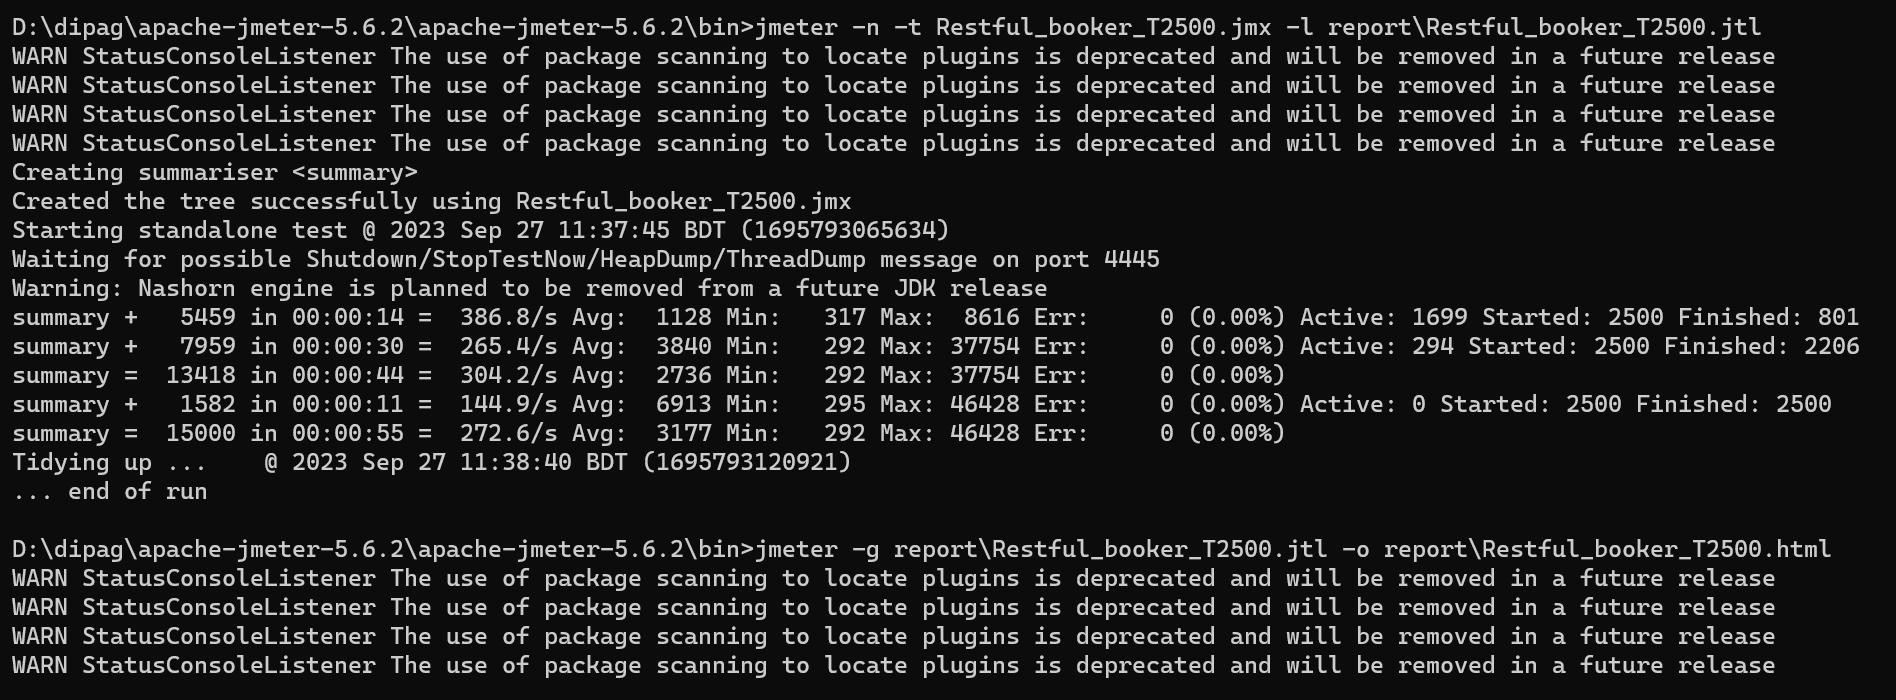 D:\dipag\apache-jmeter-5.6.2\apache-jmeter-5.6.2\bin>jmeter -n -t Restful_booker_T2500.jmx -l report\Restful_booker_T2500.jtl
WARN StatusConsoleListener The use of package scanning to locate plugins is deprecated and will be removed in a future release
WARN StatusConsoleListener The use of package scanning to locate plugins is deprecated and will be removed in a future release
WARN StatusConsoleListener The use of package scanning to locate plugins is deprecated and will be removed in a future release
WARN StatusConsoleListener The use of package scanning to locate plugins is deprecated and will be removed in a future release
Creating summariser <summary>
Created the tree successfully using Restful_booker_T2500.jmx
Starting standalone test @ 2023 Sep 27 11:37:45 BDT (1695793065634)
Waiting for possible Shutdown/StopTestNow/HeapDump/ThreadDump message on port 4445
Warning: Nashorn engine is planned to be removed from a future JDK release
summary +   5459 in 00:00:14 =  386.8/s Avg:  1128 Min:   317 Max:  8616 Err:     0 (0.00%) Active: 1699 Started: 2500 Finished: 801
summary +   7959 in 00:00:30 =  265.4/s Avg:  3840 Min:   292 Max: 37754 Err:     0 (0.00%) Active: 294 Started: 2500 Finished: 2206
summary =  13418 in 00:00:44 =  304.2/s Avg:  2736 Min:   292 Max: 37754 Err:     0 (0.00%)
summary +   1582 in 00:00:11 =  144.9/s Avg:  6913 Min:   295 Max: 46428 Err:     0 (0.00%) Active: 0 Started: 2500 Finished: 2500
summary =  15000 in 00:00:55 =  272.6/s Avg:  3177 Min:   292 Max: 46428 Err:     0 (0.00%)
Tidying up ...    @ 2023 Sep 27 11:38:40 BDT (1695793120921)
... end of run
D:\dipag\apache-jmeter-5.6.2\apache-jmeter-5.6.2\bin>jmeter -g report\Restful_booker_T2500.jtl -o report\Restful_booker_T2500.html
WARN StatusConsoleListener The use of package scanning to locate plugins is deprecated and will be removed in a future release
WARN StatusConsoleListener The use of package scanning to locate plugins is deprecated and will be removed in a future release
WARN StatusConsoleListener The use of package scanning to locate plugins is deprecated and will be removed in a future release
WARN StatusConsoleListener The use of package scanning to locate plugins is deprecated and will be removed in a future release